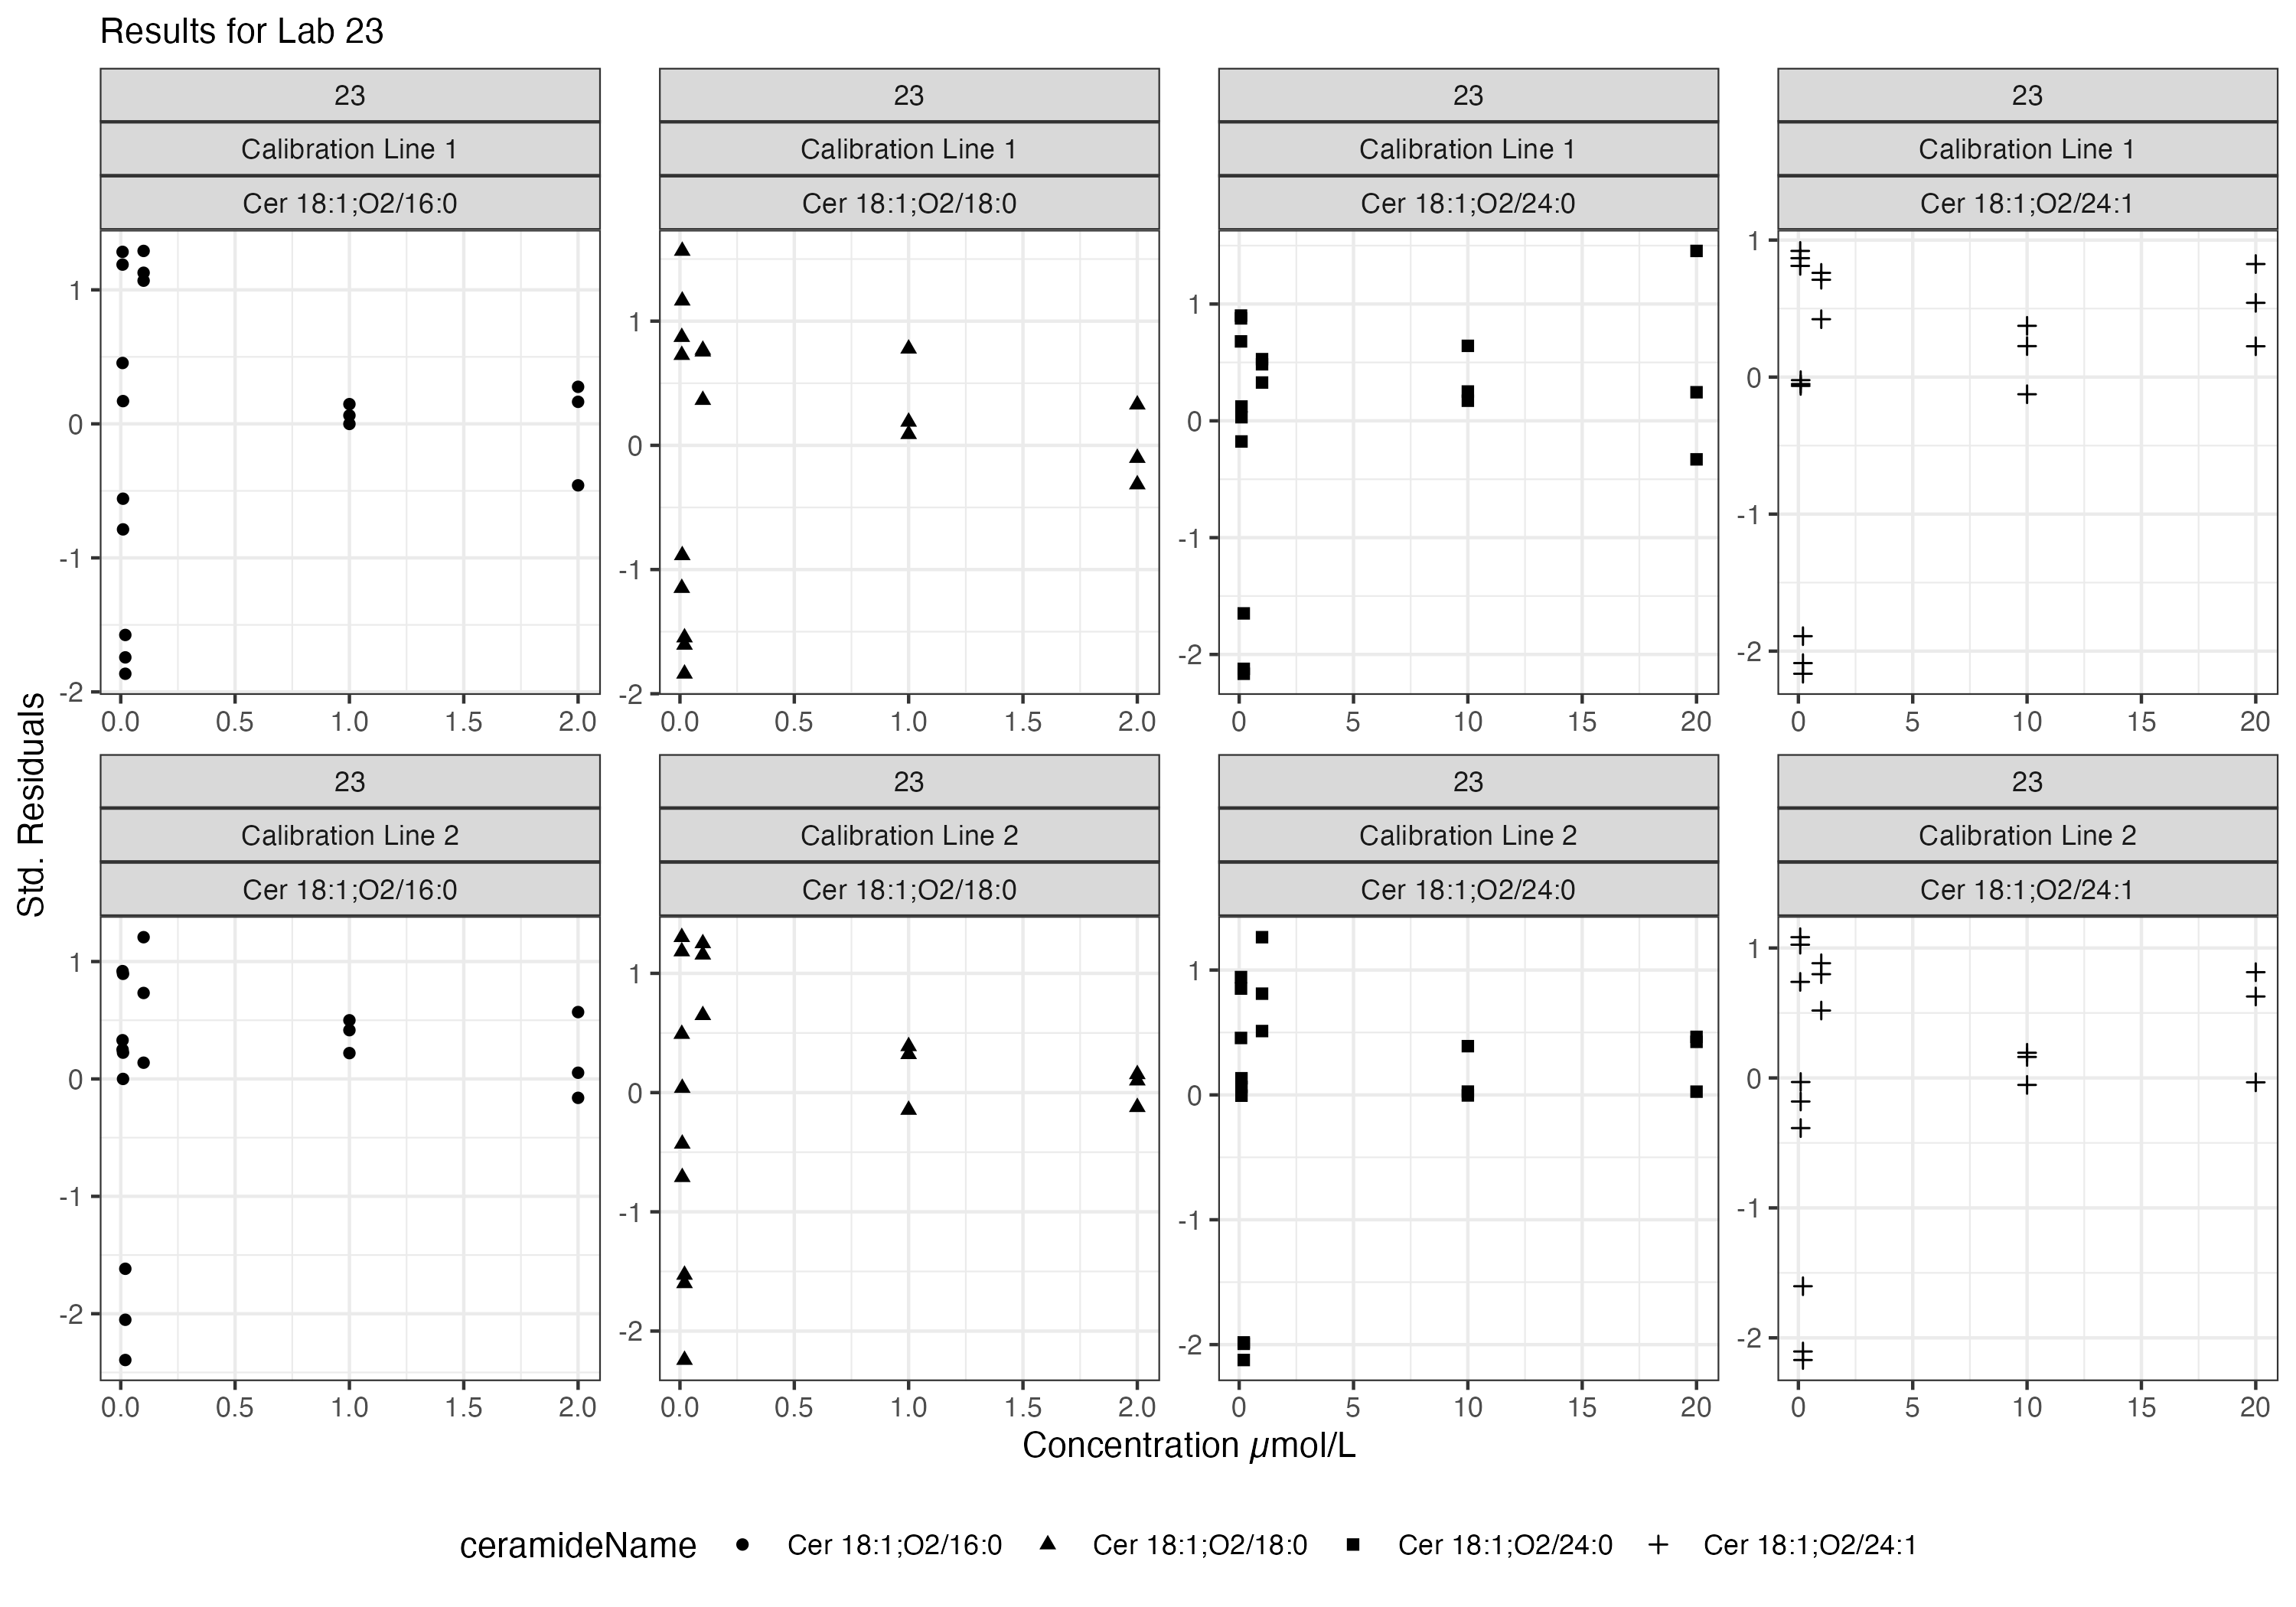 Results for Lab 23
23 23 23 23
Calibration Line 1 Calibration Line 1 Calibration Line 1 Calibration Line 1
Cer 18:1;O2/16:0 Cer 18:1;O2/18:0 Cer 18:1;O2/24:0 Cer 18:1;O2/24:1
1 0 -1 -2
1 0 -1 -2
1 0 -1 -2
1 0 -1 -2
0.0 0.5 1.0 1.5 2.0 0.0 0.5 1.0 1.5 2.0 0 5 10 15 20 0 5 10 15 20
Std. Residuals
23 23 23 23
Calibration Line 2 Calibration Line 2 Calibration Line 2 Calibration Line 2
Cer 18:1;O2/16:0 Cer 18:1;O2/18:0 Cer 18:1;O2/24:0 Cer 18:1;O2/24:1
1 0 -1 -2
1 0 -1 -2
1 0 -1 -2
1 0 -1 -2
0.0 0.5 1.0 1.5 2.0 0.0 0.5 1.0 1.5 2.0 0 5 10 15 20 0 5 10 15 20
Concentration µmol/L
ceramideName Cer 18:1;O2/16:0 Cer 18:1;O2/18:0 Cer 18:1;O2/24:0 Cer 18:1;O2/24:1